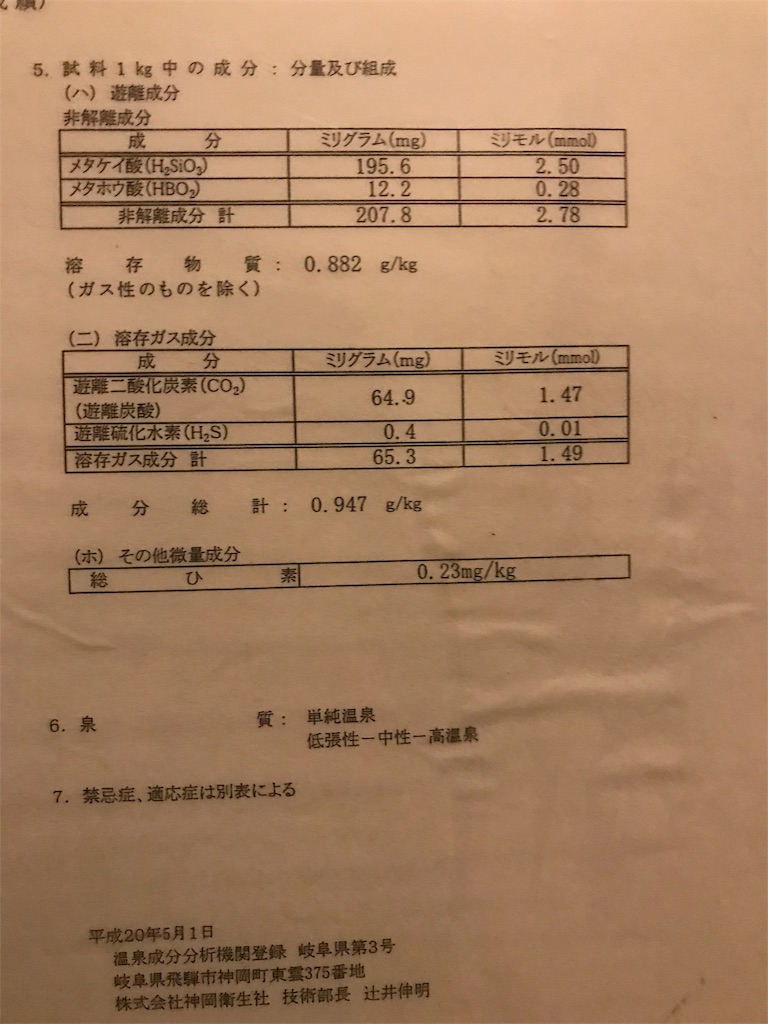 5. 試料1kg中の成分:分量及び組成
(ハ) 遊離成分
非解離成分
成 分 ミリグラム(mg) ミリモル(mmol)
メタケイ酸(H₂SiO₃) 195.6 2.50
メタホウ酸(HBO₂) 12.2 0.28
非解離成分 計 207.8 2.78
溶存物質: 0.882 g/kg
(ガス性のものを除く)
(ニ) 溶存ガス成分
成 分 ミリグラム(mg) ミリモル(mmol)
遊離二酸化炭素(CO₂)
(遊離炭酸) 64.9 1.47
遊離硫化水素(H₂S) 0.4 0.01
溶存ガス成分 計 65.3 1.49
成分総計: 0.947 g/kg
(ホ) その他微量成分
総ひ素 0.23mg/kg
6. 泉質: 単純温泉
低張性-中性-高温泉
7. 禁忌症、適応症は別表による
平成20年5月1日
温泉成分分析機関登録 岐阜県第3号
岐阜県飛騨市神岡町東雲375番地
株式会社神岡衛生社 技術部長 辻井伸明